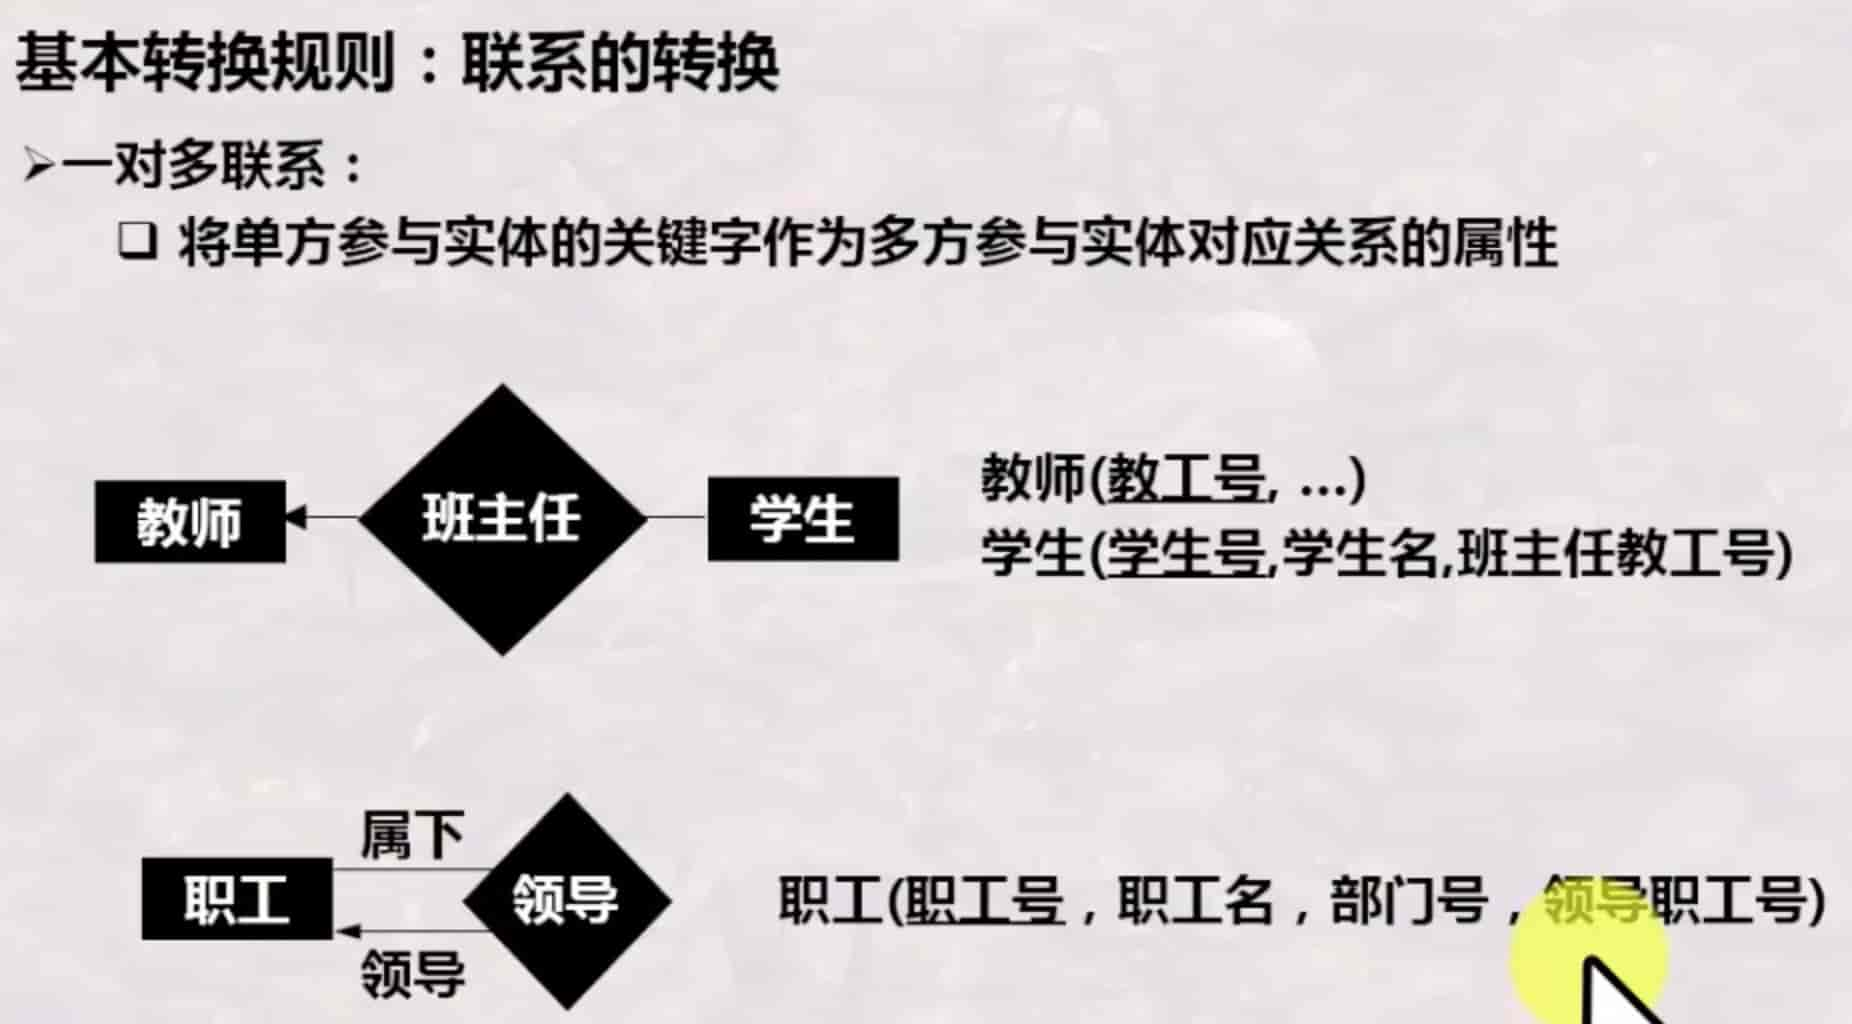 基本转换规则：联系的转换
➢一对多联系：
❑ 将单方参与实体的关键字作为多方参与实体对应关系的属性
教师
班主任
学生
教师(教工号, …)
学生(学生号,学生名,班主任教工号)
属下
职工
领导
领导
职工(职工号，职工名，部门号，领导职工号)